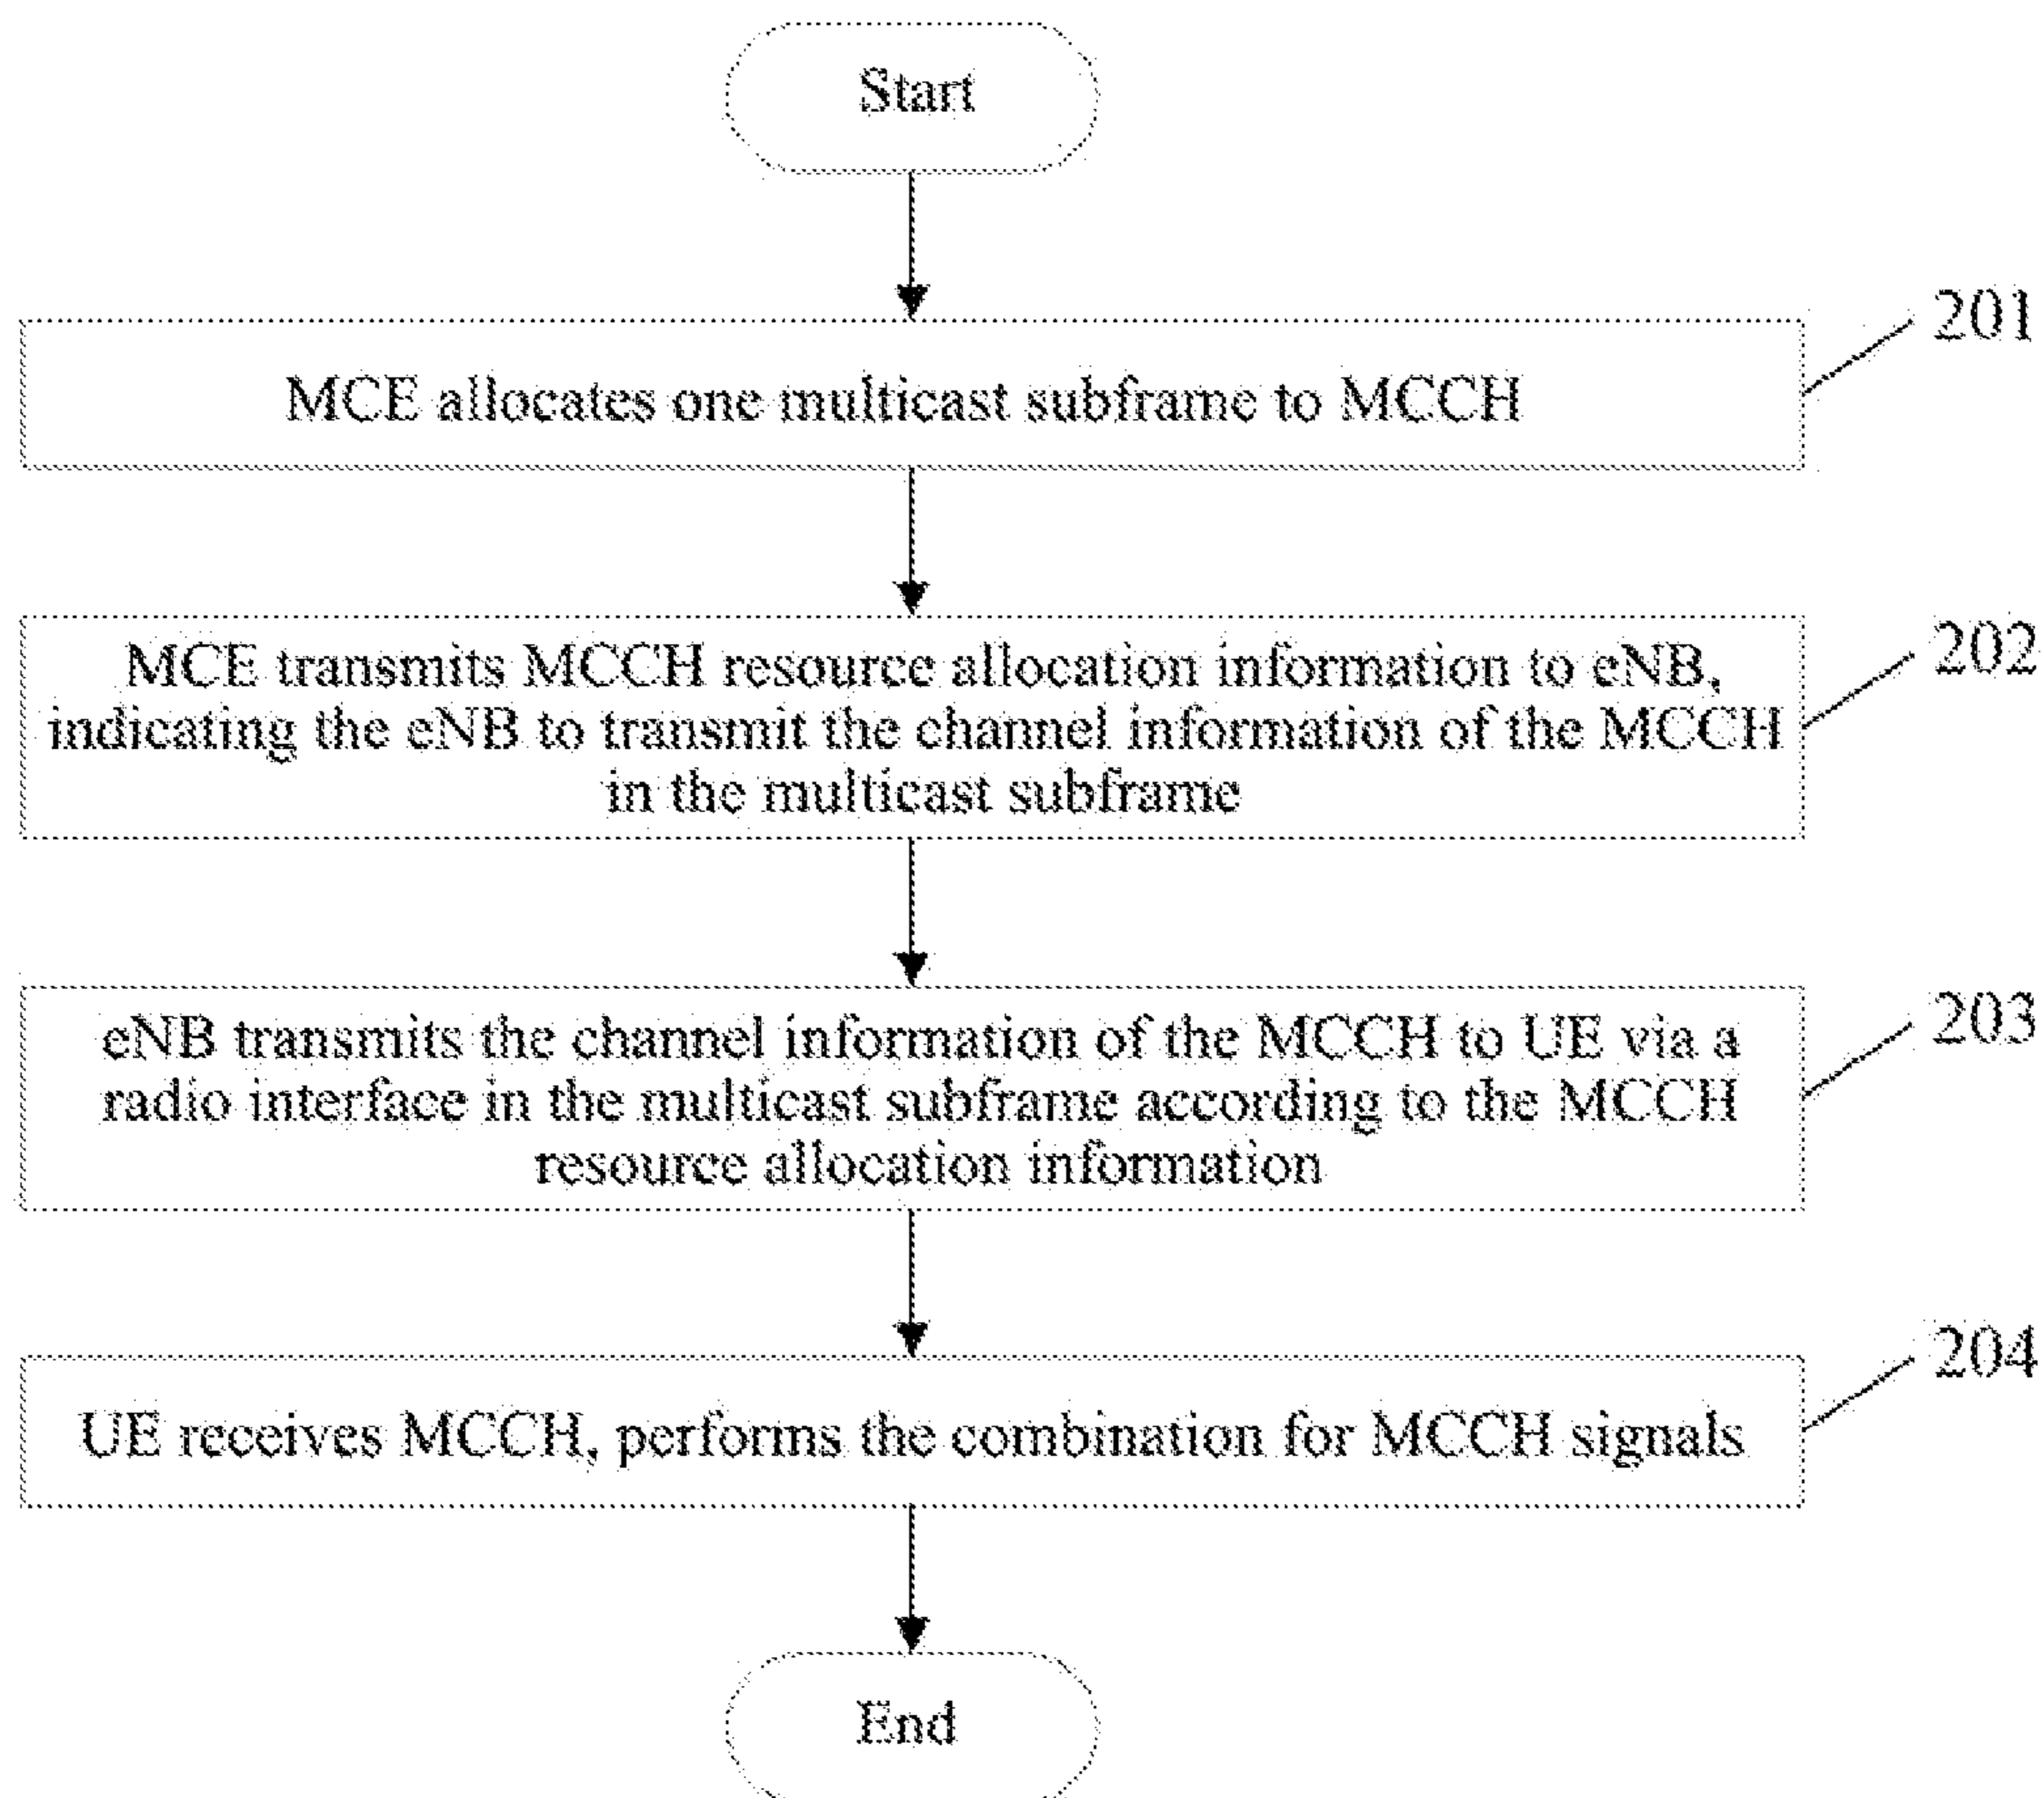 Start
201
MCE allocates one multicast subframe to MCCH
202
MCE transmits MCCH resource allocation information to eNB,
indicating the eNB to transmit the channel information of the MCCH
in the multicast subframe
203
eNB transmits the channel information of the MCCH to UE via a
radio interface in the multicast subframe according to the MCCH
resource allocation information
204
UE receives MCCH, performs the combination for MCCH signals
End